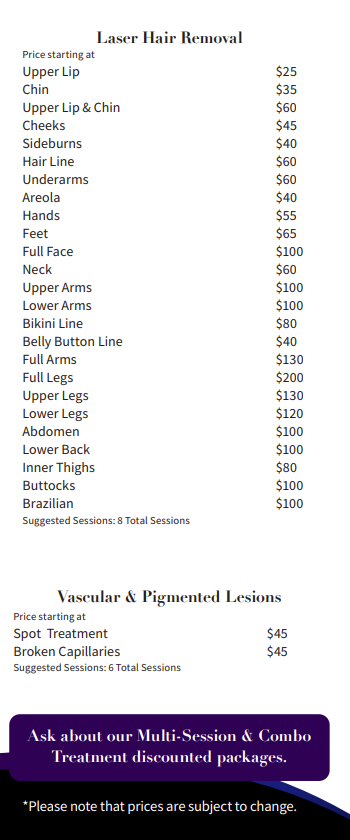 Laser Hair Removal
Price starting at
Upper Lip $25
Chin $35
Upper Lip & Chin $60
Cheeks $45
Sideburns $40
Hair Line $60
Underarms $60
Areola $40
Hands $55
Feet $65
Full Face $100
Neck $60
Upper Arms $100
Lower Arms $100
Bikini Line $80
Belly Button Line $40
Full Arms $130
Full Legs $200
Upper Legs $130
Lower Legs $120
Abdomen $100
Lower Back $100
Inner Thighs $80
Buttocks $100
Brazilian $100
Suggested Sessions: 8 Total Sessions
Vascular & Pigmented Lesions
Price starting at
Spot Treatment $45
Broken Capillaries $45
Suggested Sessions: 6 Total Sessions
Ask about our Multi-Session & Combo
Treatment discounted packages.
*Please note that prices are subject to change.